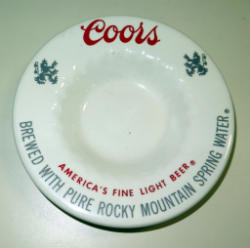 Coors
AMERICA'S FINE LIGHT BEER®
BREWED WITH PURE ROCKY MOUNTAIN SPRING WATER®